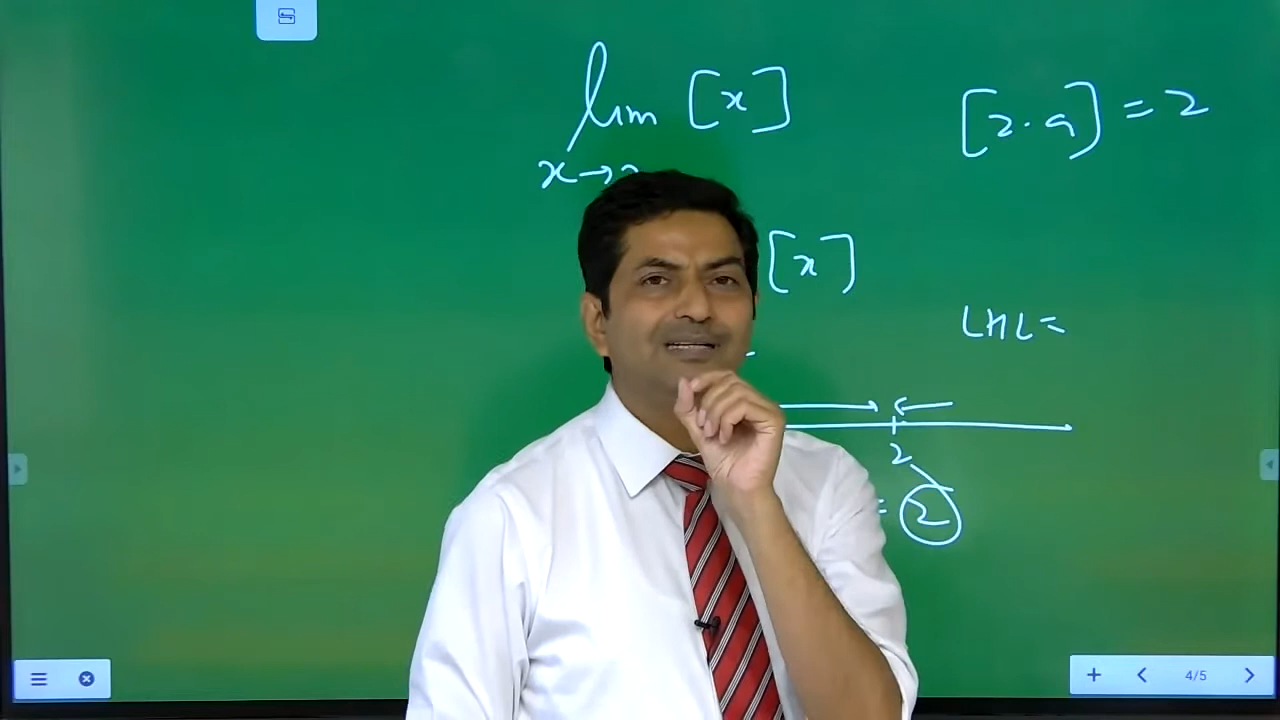 lim [x]
x→
[2.9] = 2
[x]
LHL =
2
= 2
4/5